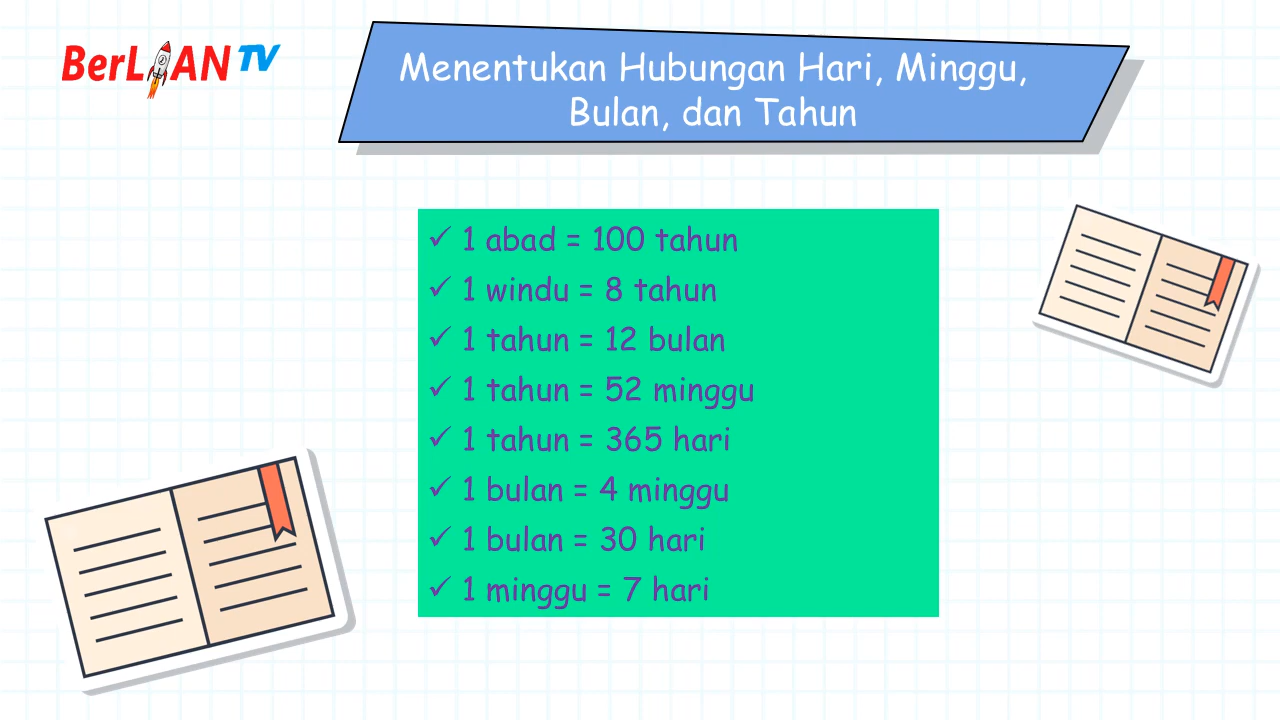 BerLIAN TV
Menentukan Hubungan Hari, Minggu,
Bulan, dan Tahun
✓ 1 abad = 100 tahun
✓ 1 windu = 8 tahun
✓ 1 tahun = 12 bulan
✓ 1 tahun = 52 minggu
✓ 1 tahun = 365 hari
✓ 1 bulan = 4 minggu
✓ 1 bulan = 30 hari
✓ 1 minggu = 7 hari